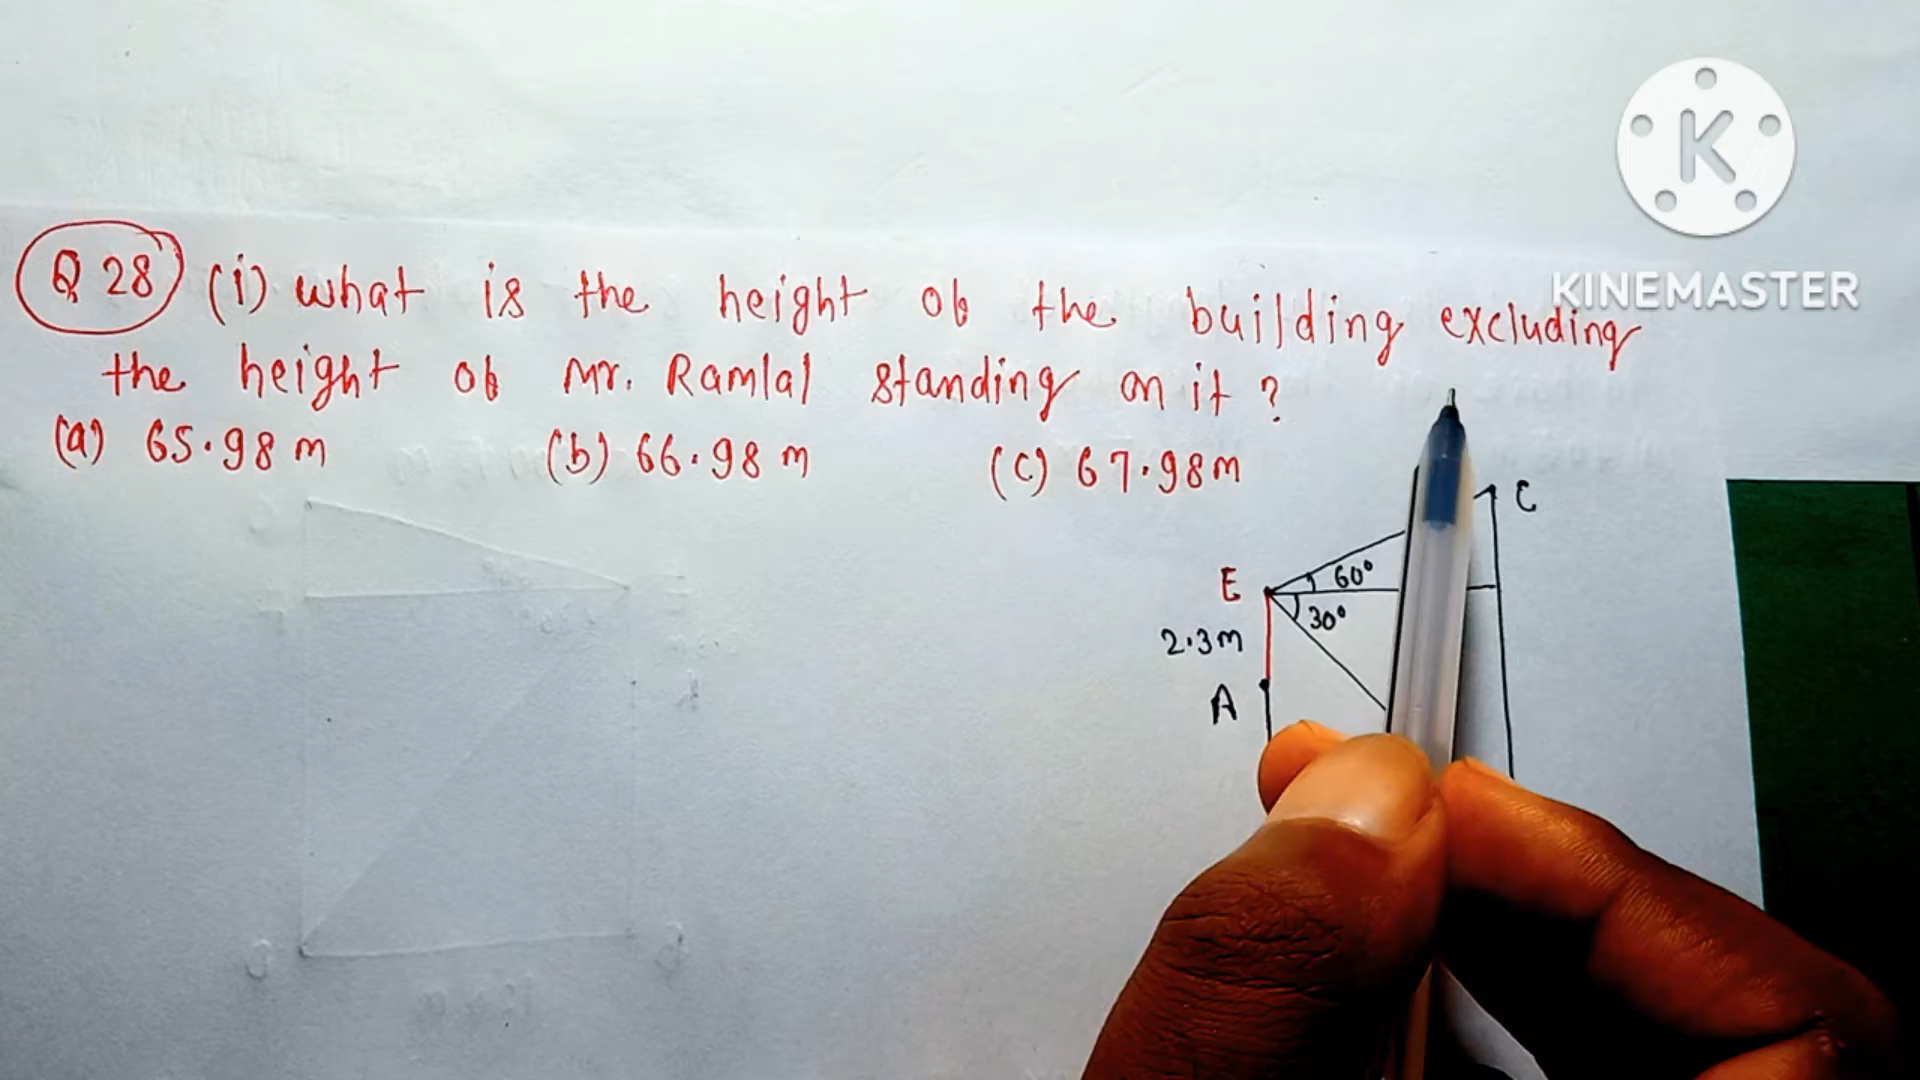 K
KINEMASTER
Q 28 (i) what is the height of the building excluding
the height of Mr. Ramlal standing on it ?
(a) 65.98 m (b) 66.98 m (c) 67.98m
C
E 60°
30°
2.3m
A